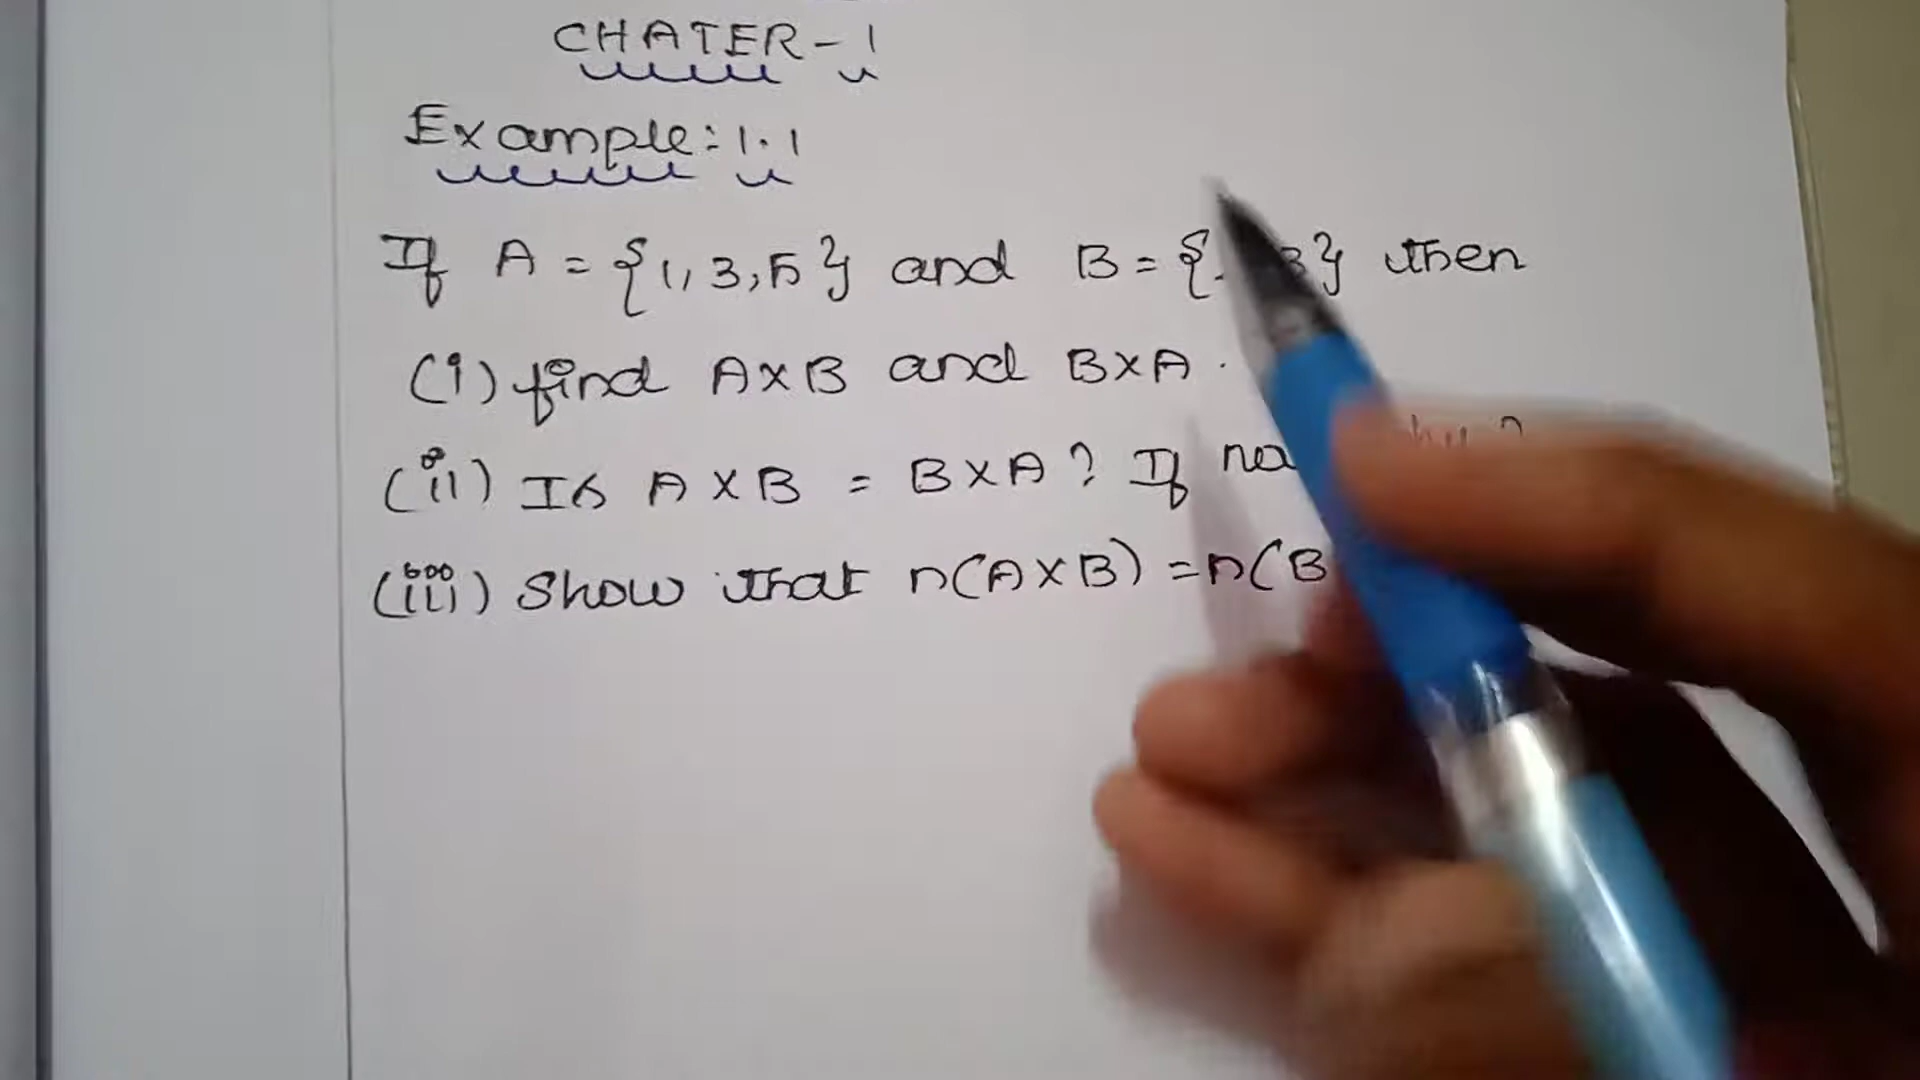 CHATER - 1
Example: 1.1
If A = {1, 3, 5} and B = { 3} then
(i) find A×B and B×A.
(ii) Is A × B = B×A? If
(iii) Show that n(A×B) = n(B